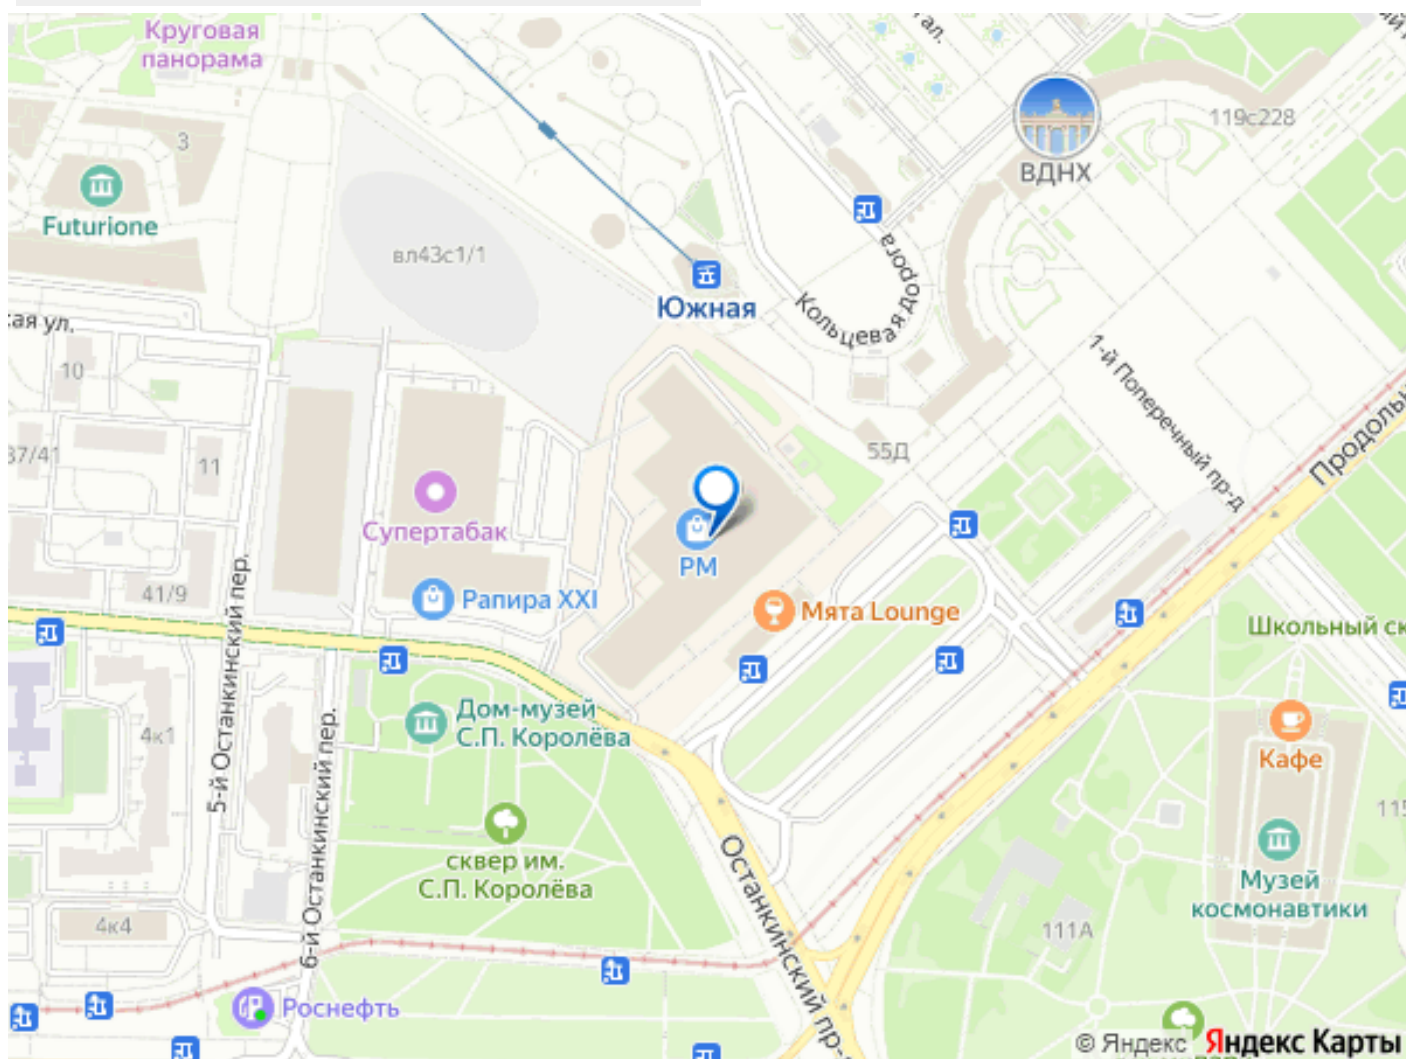 Круговая
панорама
ал.
119с228
ВДНХ
3
Futurione
вл43с1/1
Южная
Кольцевая дорога
ая ул.
10
1-й Поперечный пр-д
37/41
11
55Д
Супертабак
РМ
41/9
Рапира XXI
Мята Lounge
Школьный ск
Дом-музей
С.П. Королёва
4к1
5-й Останкинский пер.
6-й Останкинский пер.
Кафе
115
сквер им.
С.П. Королёва
Останкинский пр-
Музей
космонавтики
4к4
111А
Роснефть
© Яндекс Яндекс Карты